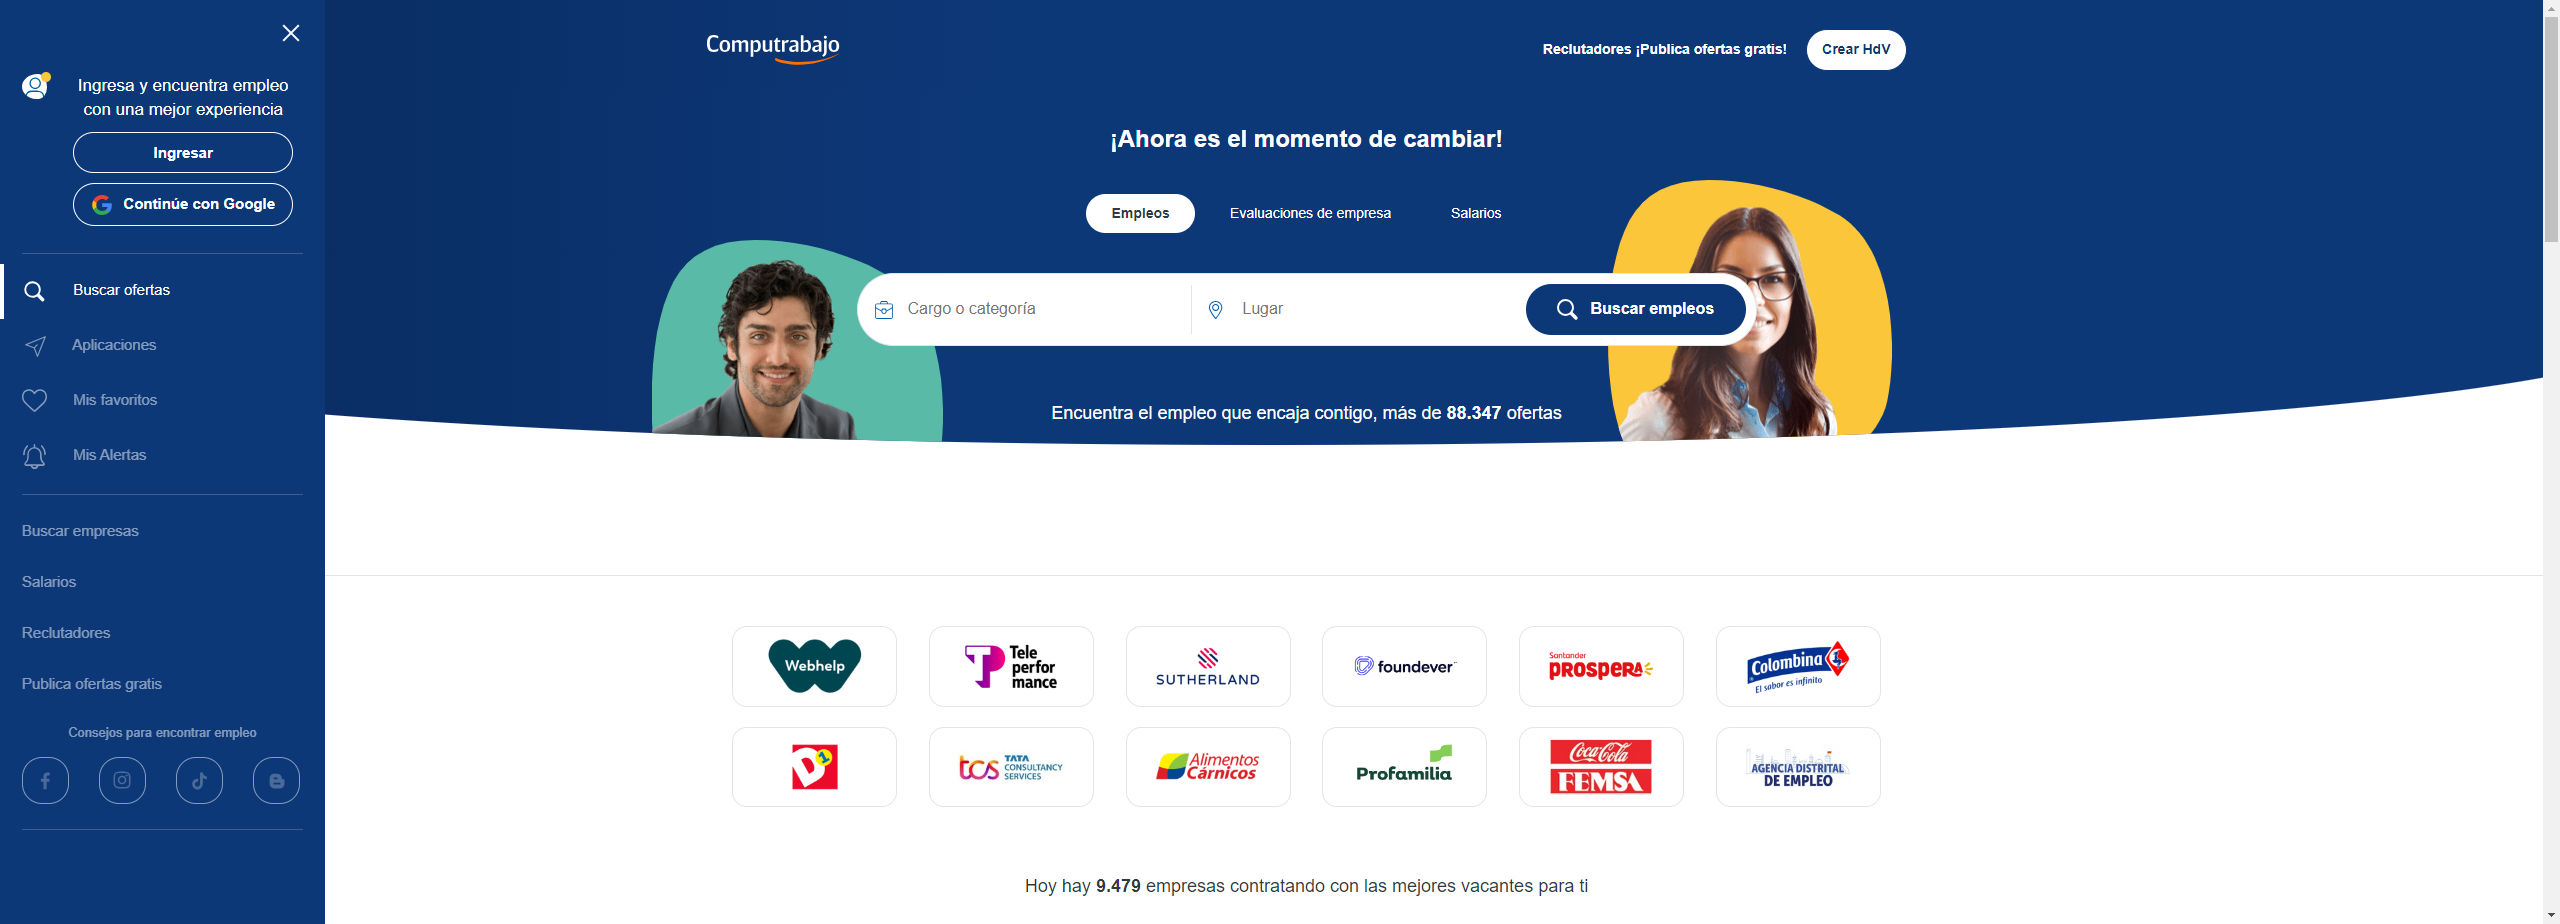 Ingresa y encuentra empleo
con una mejor experiencia
Ingresar
Continúe con Google
Buscar ofertas
Aplicaciones
Mis favoritos
Mis Alertas
Buscar empresas
Salarios
Reclutadores
Publica ofertas gratis
Consejos para encontrar empleo
Computrabajo
Reclutadores ¡Publica ofertas gratis!
Crear HdV
¡Ahora es el momento de cambiar!
Empleos
Evaluaciones de empresa
Salarios
Cargo o categoría
Lugar
Buscar empleos
Encuentra el empleo que encaja contigo, más de 88.347 ofertas
Webhelp
Tele
perfor
mance
SUTHERLAND
foundever
Santander
PROSPERA
Colombina
El sabor es infinito
D1
tcs TATA
CONSULTANCY
SERVICES
Alimentos
Cárnicos
Profamilia
Coca-Cola
FEMSA
AGENCIA DISTRITAL
DE EMPLEO
Hoy hay 9.479 empresas contratando con las mejores vacantes para ti